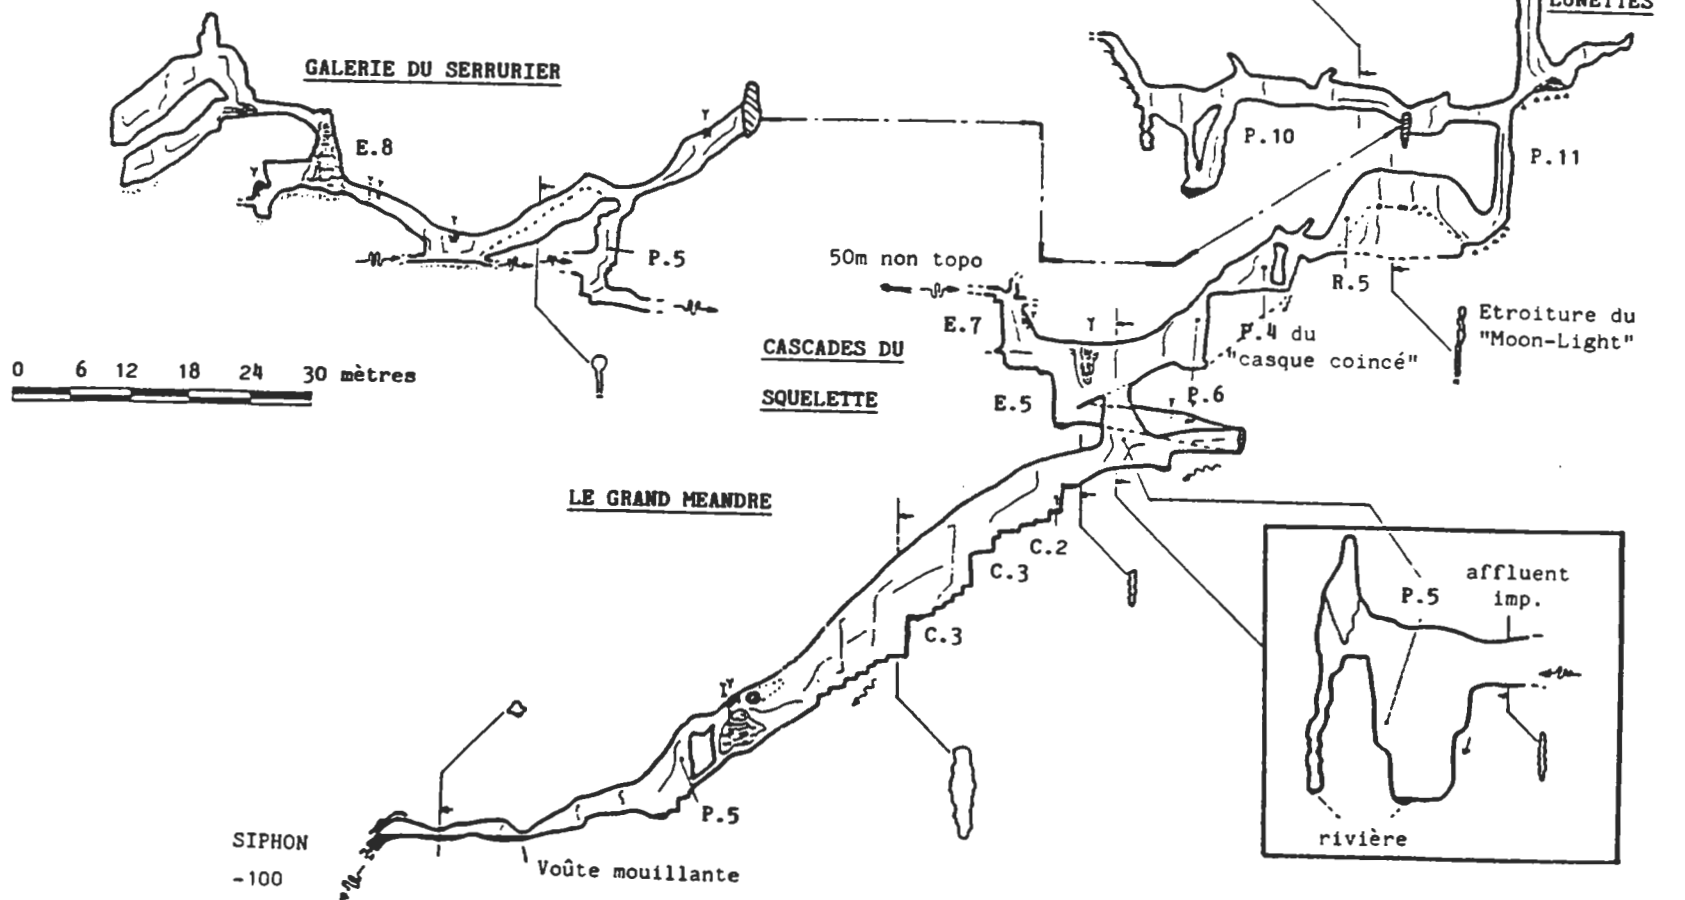 LUNETTES
GALERIE DU SERRURIER
E.8
P.10
P.11
P.5
50m non topo
R.5
E.7
P.4 du
"casque coincé"
Etroiture du
"Moon-Light"
CASCADES DU
SQUELETTE
0 6 12 18 24 30 mètres
E.5
P.6
LE GRAND MEANDRE
C.2
C.3
C.3
P.5
affluent
imp.
rivière
P.5
SIPHON
-100
Voûte mouillante